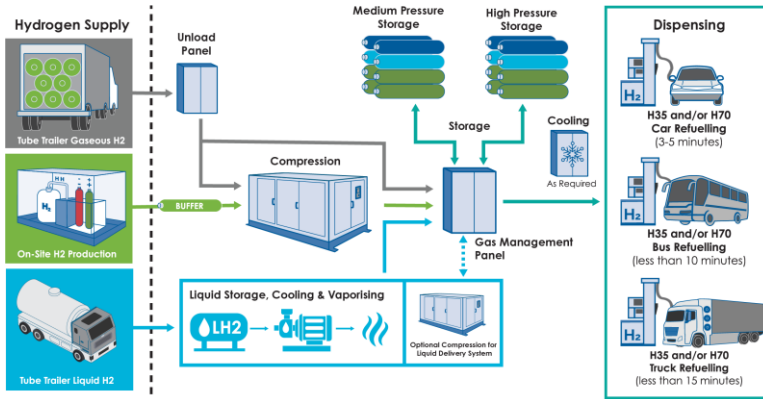 Hydrogen Supply
Tube Trailer Gaseous H2
H₂
On-Site H2 Production
Tube Trailer Liquid H2
Unload
Panel
BUFFER
Compression
Liquid Storage, Cooling & Vaporising
LH2
Optional Compression for
Liquid Delivery System
Medium Pressure
Storage
High Pressure
Storage
Storage
Cooling
As Required
Gas Management
Panel
Dispensing
H₂
H35 and/or H70
Car Refuelling
(3-5 minutes)
H₂
H35 and/or H70
Bus Refuelling
(less than 10 minutes)
H₂
H35 and/or H70
Truck Refuelling
(less than 15 minutes)